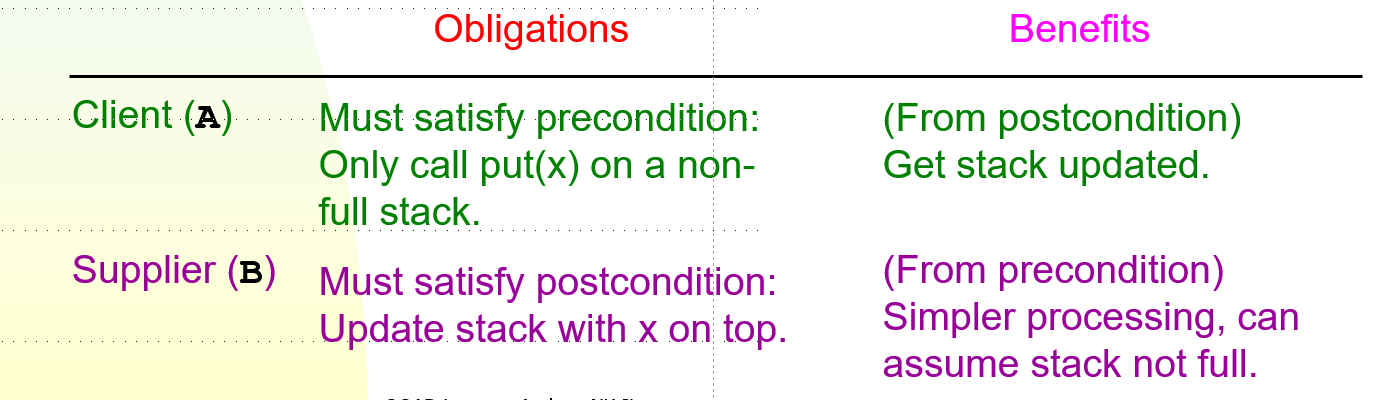 Obligations Benefits
Client (A) Must satisfy precondition: (From postcondition)
Only call put(x) on a non- Get stack updated.
full stack.
Supplier (B) Must satisfy postcondition: (From precondition)
Update stack with x on top. Simpler processing, can
assume stack not full.